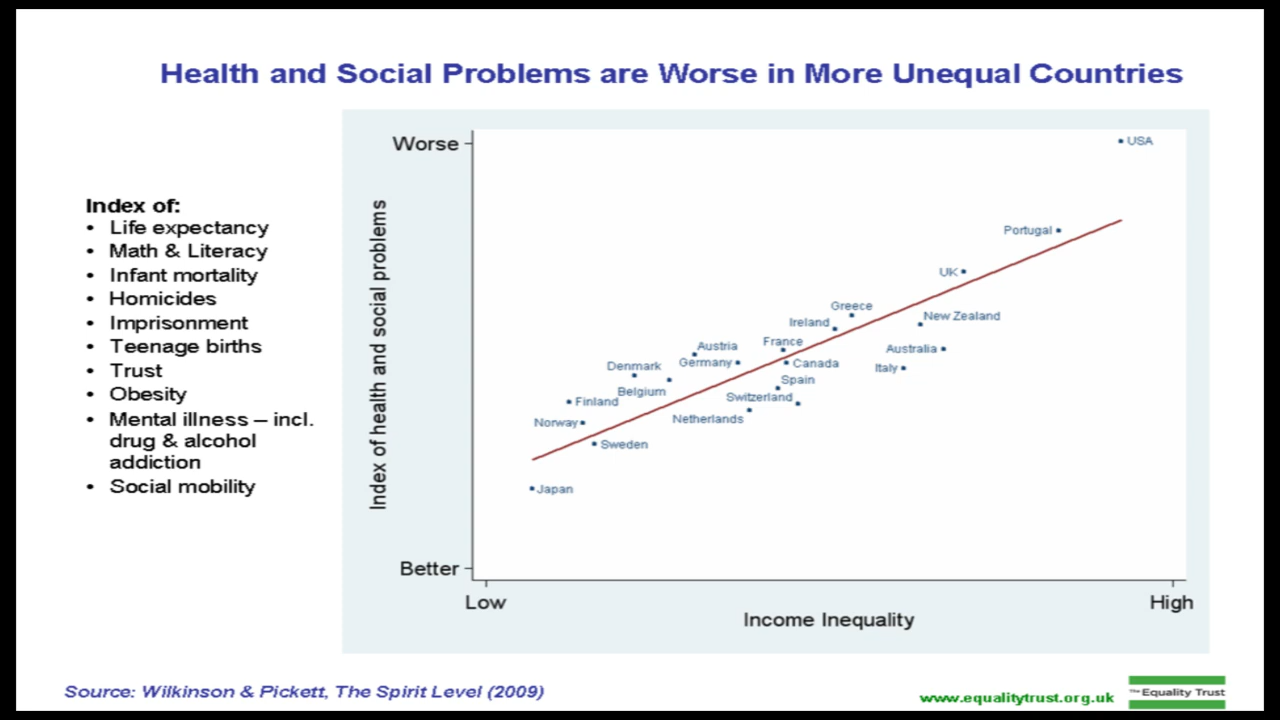 Health and Social Problems are Worse in More Unequal Countries
Index of:
• Life expectancy
• Math & Literacy
• Infant mortality
• Homicides
• Imprisonment
• Teenage births
• Trust
• Obesity
• Mental illness – incl.
drug & alcohol
addiction
• Social mobility
Worse
Index of health and social problems
Better
USA
Portugal
UK
Greece
New Zealand
Ireland
France
Austria
Australia
Germany
Canada
Denmark
Italy
Spain
Belgium
Switzerland
Finland
Netherlands
Norway
Sweden
Japan
Low
High
Income Inequality
Source: Wilkinson & Pickett, The Spirit Level (2009)
www.equalitytrust.org.uk
The Equality Trust